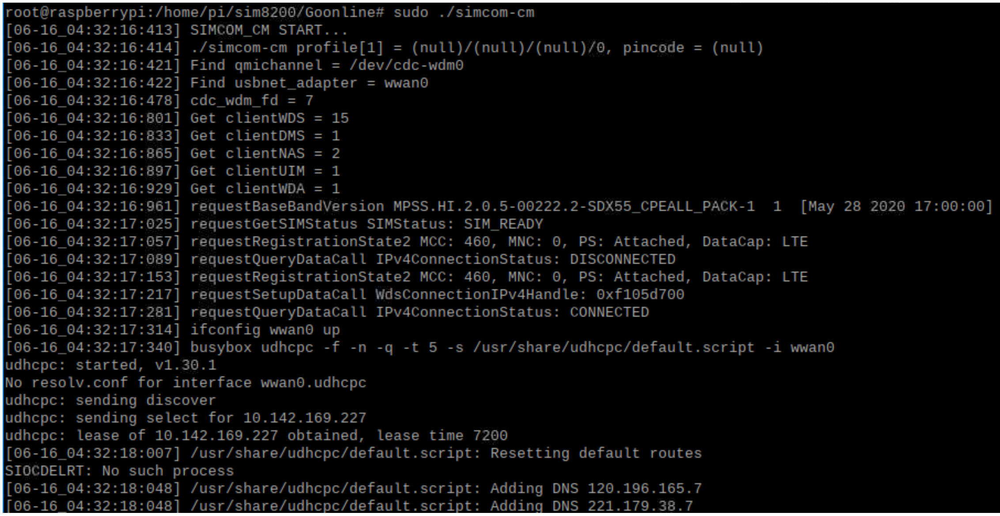 root@raspberrypi:/home/pi/sim8200/Goonline# sudo ./simcom-cm
[06-16_04:32:16:413] SIMCOM_CM START...
[06-16_04:32:16:414] ./simcom-cm profile[1] = (null)/(null)/(null)/0, pincode = (null)
[06-16_04:32:16:421] Find qmichannel = /dev/cdc-wdm0
[06-16_04:32:16:422] Find usbnet_adapter = wwan0
[06-16_04:32:16:478] cdc_wdm_fd = 7
[06-16_04:32:16:801] Get clientWDS = 15
[06-16_04:32:16:833] Get clientDMS = 1
[06-16_04:32:16:865] Get clientNAS = 2
[06-16_04:32:16:897] Get clientUIM = 1
[06-16_04:32:16:929] Get clientWDA = 1
[06-16_04:32:16:961] requestBaseBandVersion MPSS.HI.2.0.5-00222.2-SDX55_CPEALL_PACK-1  1  [May 28 2020 17:00:00]
[06-16_04:32:17:025] requestGetSIMStatus SIMStatus: SIM_READY
[06-16_04:32:17:057] requestRegistrationState2 MCC: 460, MNC: 0, PS: Attached, DataCap: LTE
[06-16_04:32:17:089] requestQueryDataCall IPv4ConnectionStatus: DISCONNECTED
[06-16_04:32:17:153] requestRegistrationState2 MCC: 460, MNC: 0, PS: Attached, DataCap: LTE
[06-16_04:32:17:217] requestSetupDataCall WdsConnectionIPv4Handle: 0xf105d700
[06-16_04:32:17:281] requestQueryDataCall IPv4ConnectionStatus: CONNECTED
[06-16_04:32:17:314] ifconfig wwan0 up
[06-16_04:32:17:340] busybox udhcpc -f -n -q -t 5 -s /usr/share/udhcpc/default.script -i wwan0
udhcpc: started, v1.30.1
No resolv.conf for interface wwan0.udhcpc
udhcpc: sending discover
udhcpc: sending select for 10.142.169.227
udhcpc: lease of 10.142.169.227 obtained, lease time 7200
[06-16_04:32:18:007] /usr/share/udhcpc/default.script: Resetting default routes
SIOCDELRT: No such process
[06-16_04:32:18:048] /usr/share/udhcpc/default.script: Adding DNS 120.196.165.7
[06-16_04:32:18:048] /usr/share/udhcpc/default.script: Adding DNS 221.179.38.7